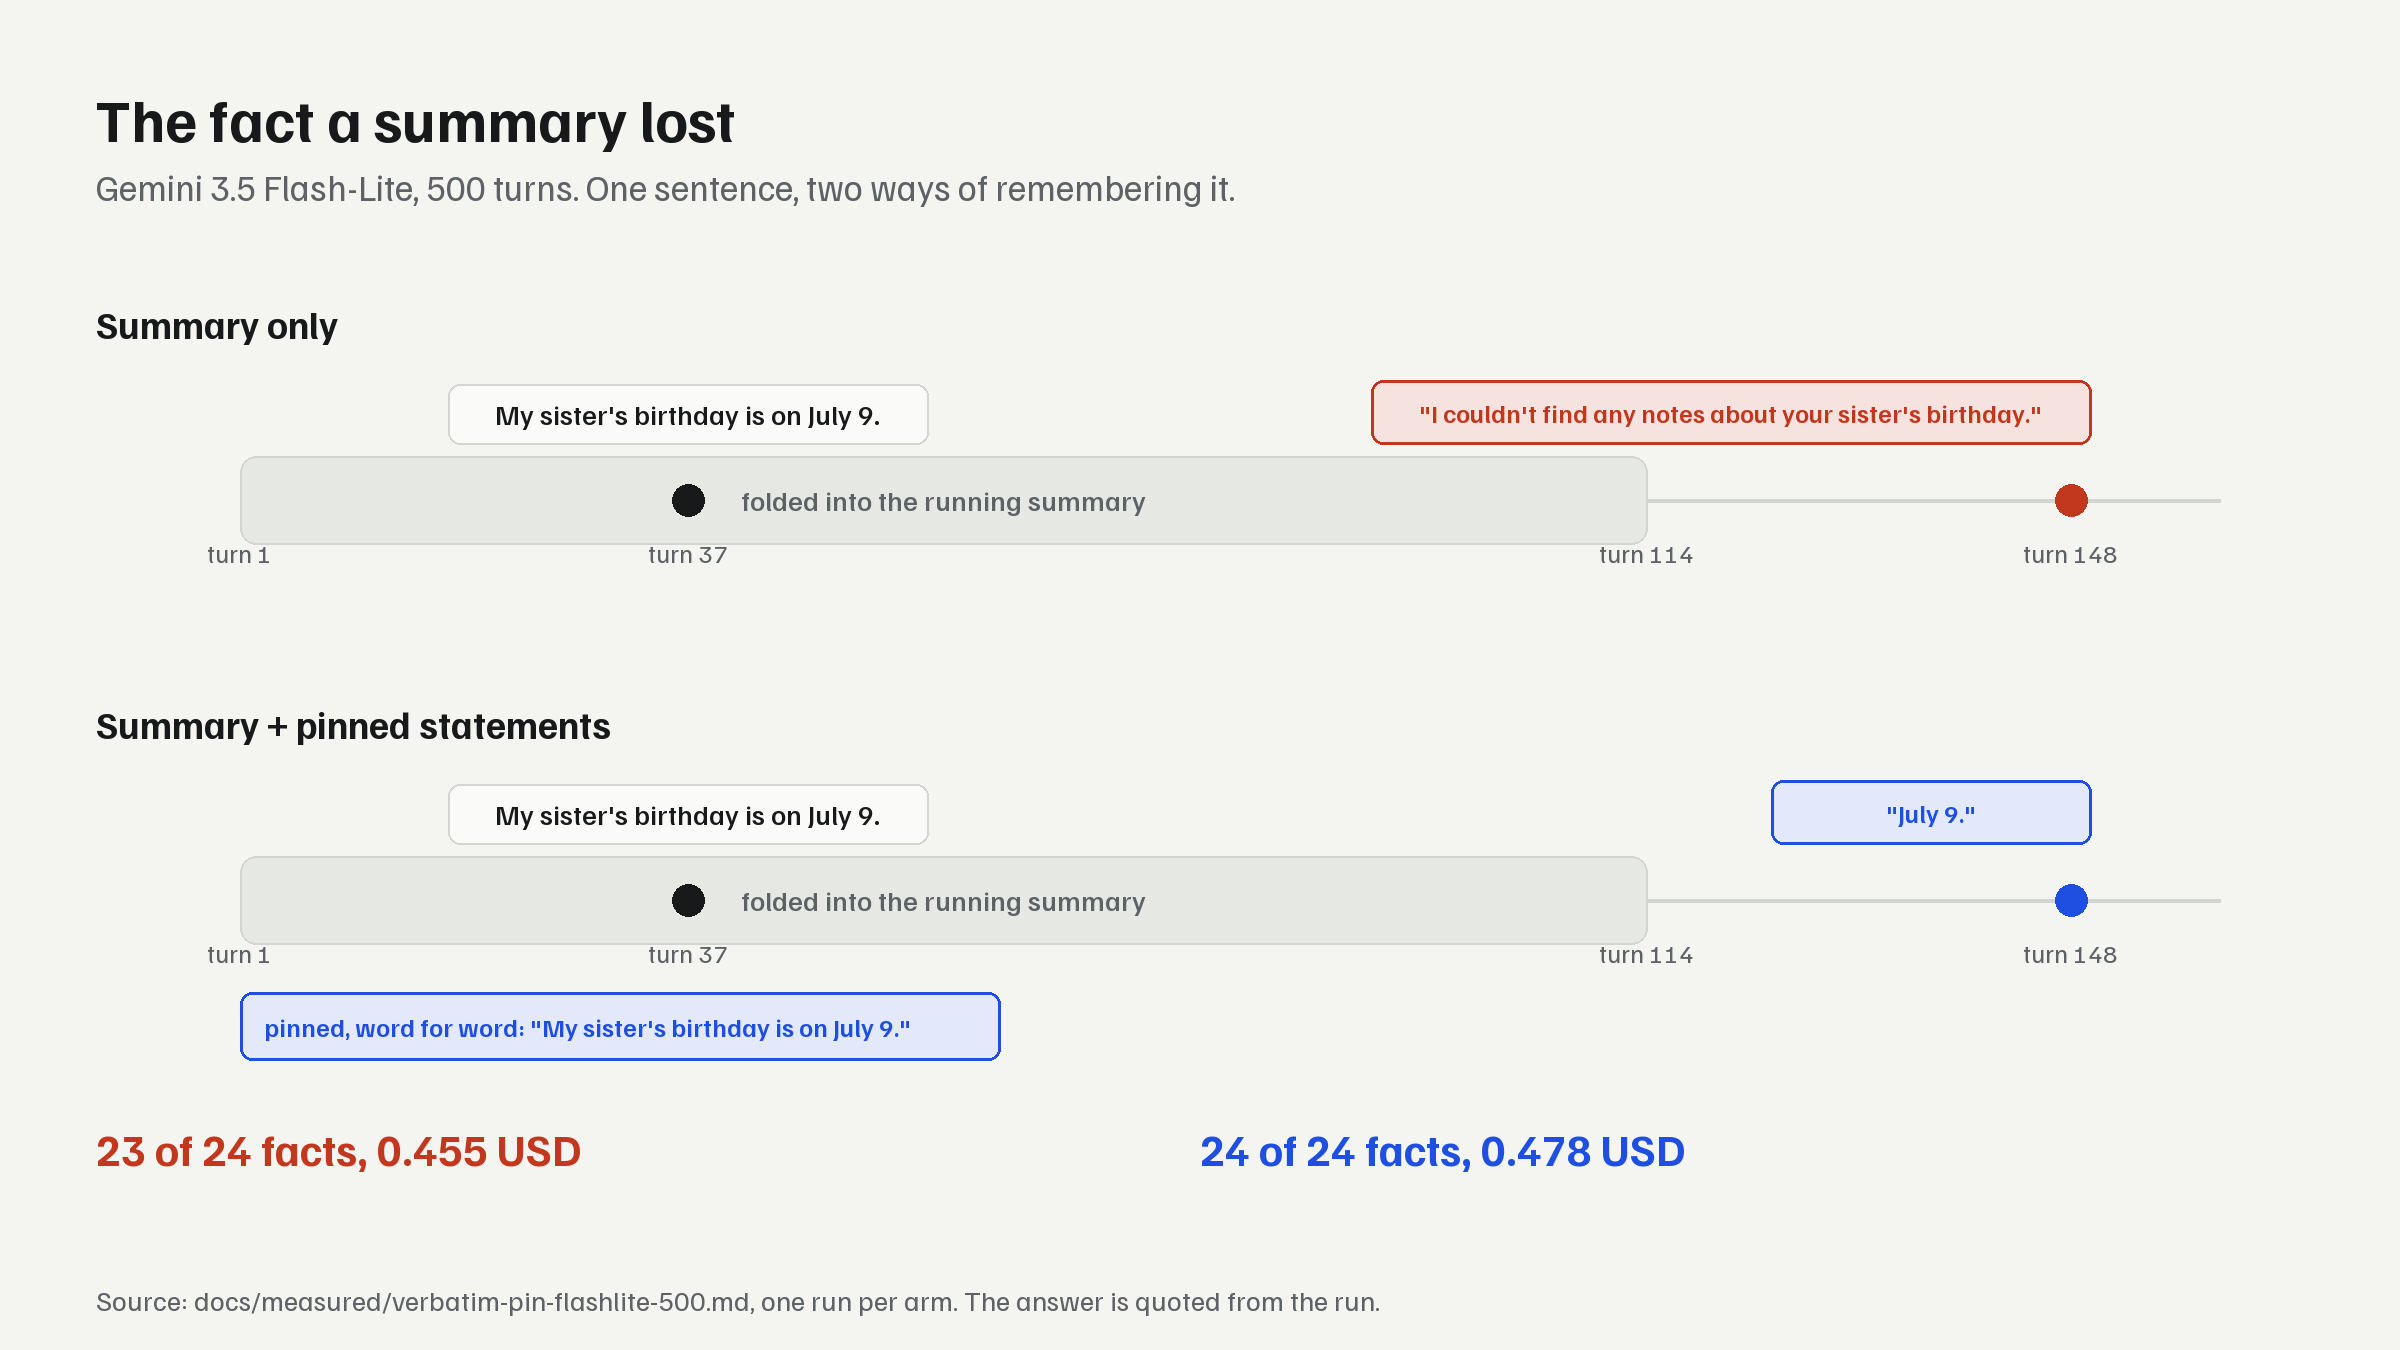 The fact a summary lost
Gemini 3.5 Flash-Lite, 500 turns. One sentence, two ways of remembering it.
Summary only
My sister's birthday is on July 9.
"I couldn't find any notes about your sister's birthday."
folded into the running summary
turn 1
turn 37
turn 114
turn 148
Summary + pinned statements
My sister's birthday is on July 9.
"July 9."
folded into the running summary
turn 1
turn 37
turn 114
turn 148
pinned, word for word: "My sister's birthday is on July 9."
23 of 24 facts, 0.455 USD
24 of 24 facts, 0.478 USD
Source: docs/measured/verbatim-pin-flashlite-500.md, one run per arm. The answer is quoted from the run.